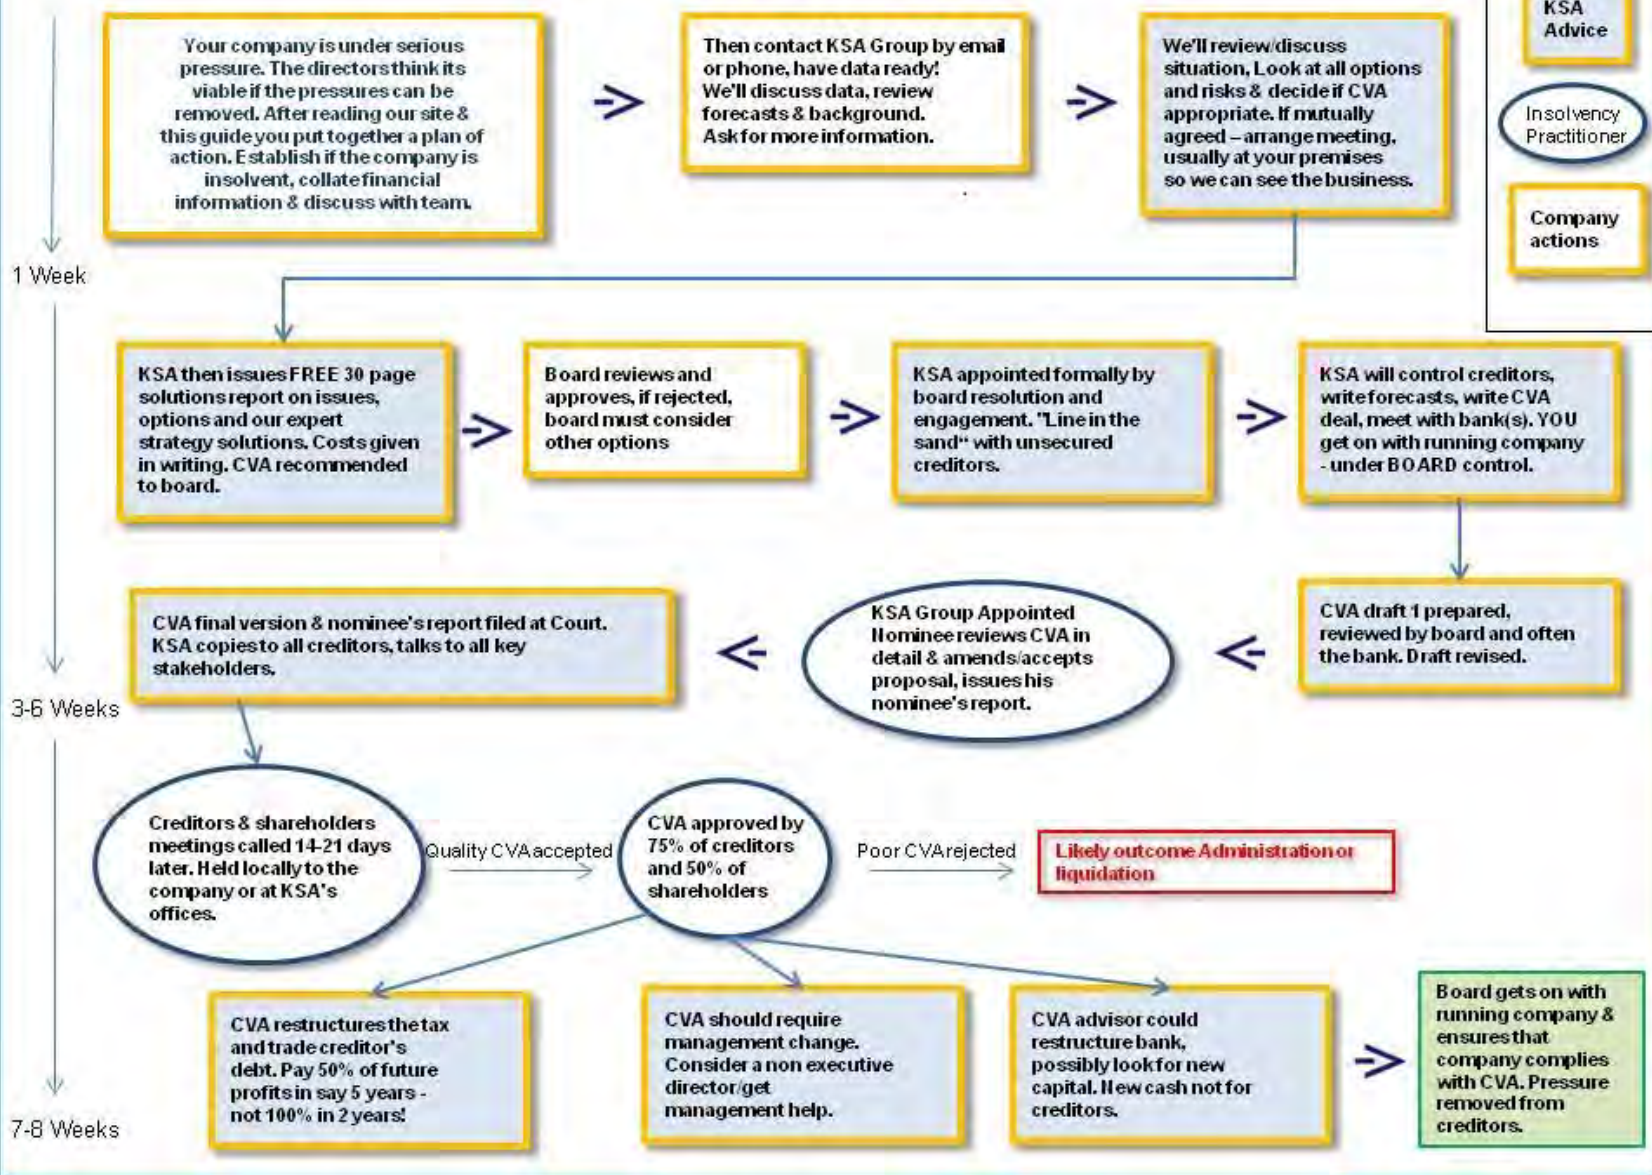 Your company is under serious
pressure. The directors think its
viable if the pressures can be
removed. After reading our site &
this guide you put together a plan of
action. Establish if the company is
insolvent, collate financial
information & discuss with team.
Then contact KSA Group by email
or phone, have data ready!
We'll discuss data, review
forecasts & background.
Ask for more information.
We'll review/discuss
situation, Look at all options
and risks & decide if CVA
appropriate. If mutually
agreed – arrange meeting,
usually at your premises
so we can see the business.
KSA
Advice
Insolvency
Practitioner
Company
actions
1 Week
KSA then issues FREE 30 page
solutions report on issues,
options and our expert
strategy solutions. Costs given
in writing. CVA recommended
to board.
Board reviews and
approves, if rejected,
board must consider
other options
KSA appointed formally by
board resolution and
engagement. "Line in the
sand" with unsecured
creditors.
KSA will control creditors,
write forecasts, write CVA
deal, meet with bank(s). YOU
get on with running company
- under BOARD control.
CVA draft 1 prepared,
reviewed by board and often
the bank. Draft revised.
KSA Group Appointed
Nominee reviews CVA in
detail & amends/accepts
proposal, issues his
nominee's report.
CVA final version & nominee's report filed at Court.
KSA copies to all creditors, talks to all key
stakeholders.
3-6 Weeks
Creditors & shareholders
meetings called 14-21 days
later. Held locally to the
company or at KSA's
offices.
Quality CVA accepted
CVA approved by
75% of creditors
and 50% of
shareholders
Poor CVA rejected
Likely outcome Administration or
liquidation
CVA restructures the tax
and trade creditor's
debt. Pay 50% of future
profits in say 5 years -
not 100% in 2 years!
CVA should require
management change.
Consider a non executive
director/get
management help.
CVA advisor could
restructure bank,
possibly look for new
capital. New cash not for
creditors.
Board gets on with
running company &
ensures that
company complies
with CVA. Pressure
removed from
creditors.
7-8 Weeks